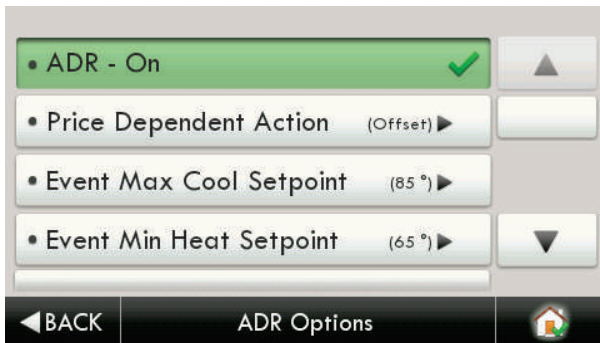 • ADR - On
• Price Dependent Action (Offset)
• Event Max Cool Setpoint (85 °)
• Event Min Heat Setpoint (65 °)
BACK
ADR Options